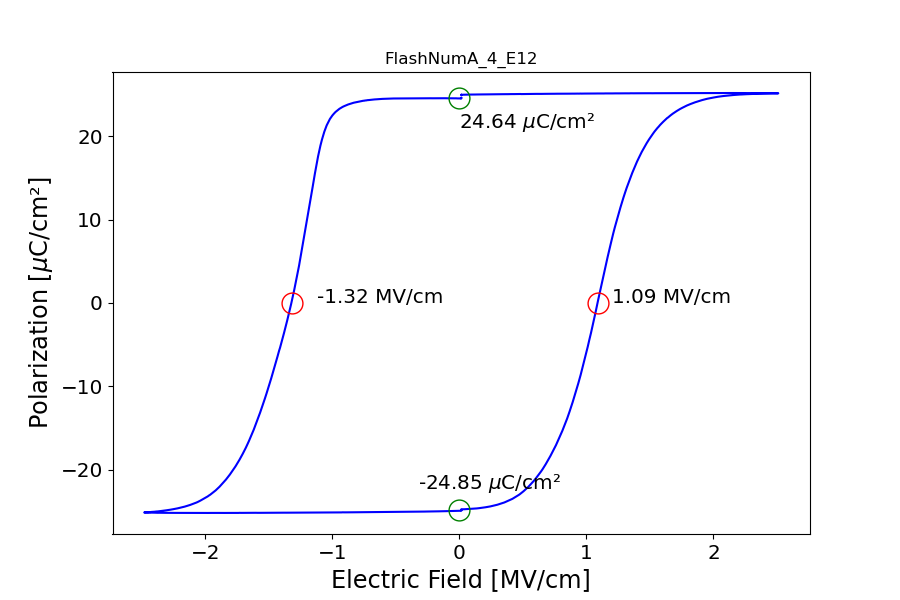 FlashNumA_4_E12
Polarization [μC/cm²]
20
10
0
−10
−20
24.64 μC/cm²
-1.32 MV/cm
1.09 MV/cm
-24.85 μC/cm²
−2
−1
0
1
2
Electric Field [MV/cm]